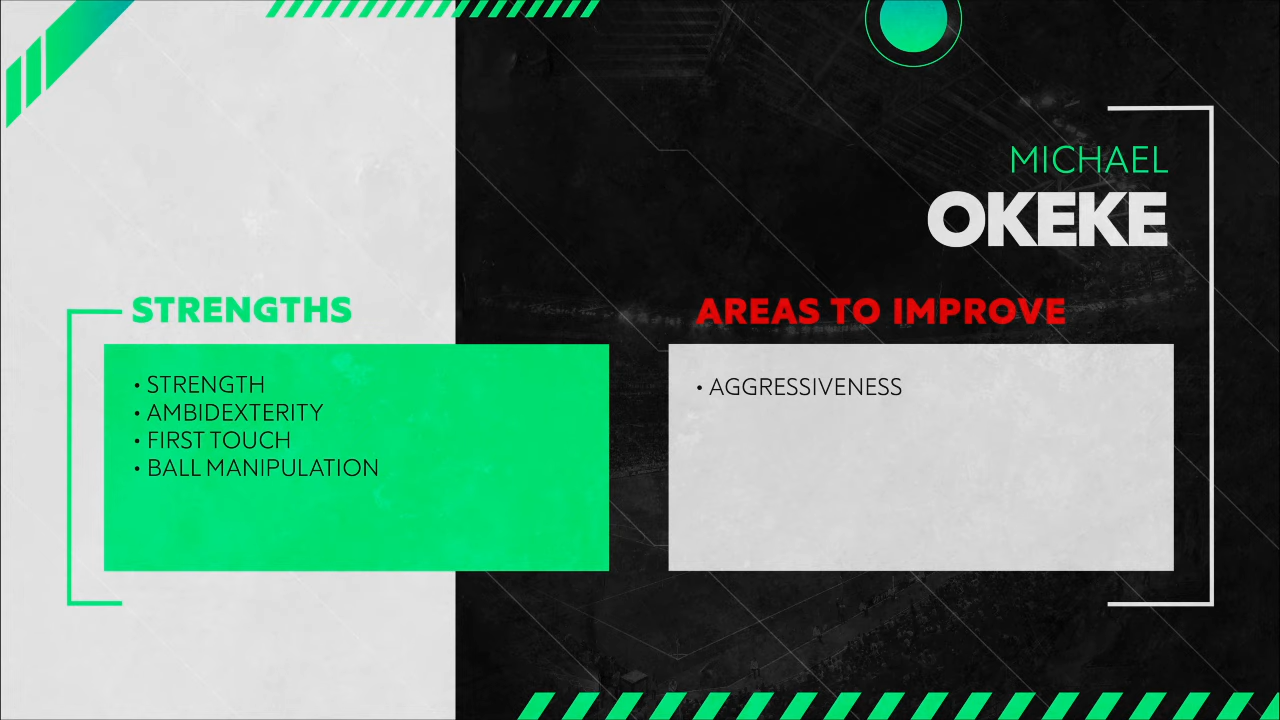 MICHAEL
OKEKE
STRENGTHS
• STRENGTH
• AMBIDEXTERITY
• FIRST TOUCH
• BALL MANIPULATION
AREAS TO IMPROVE
• AGGRESSIVENESS